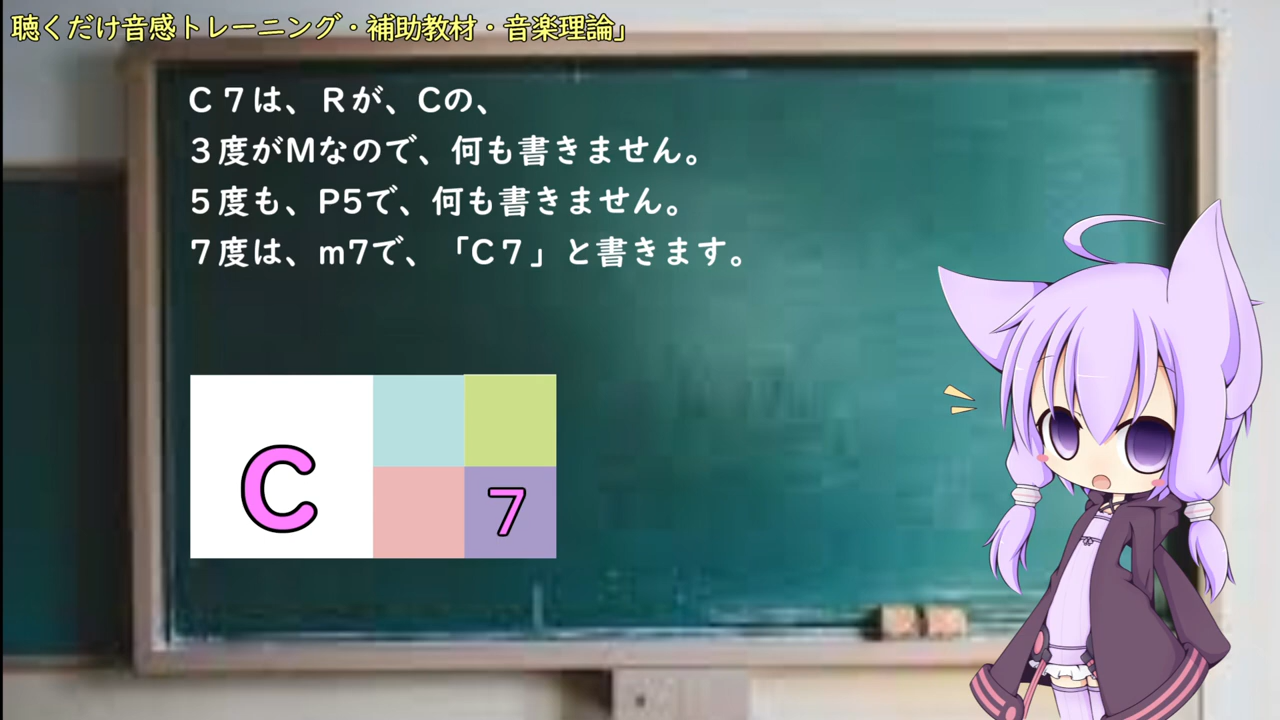 聴くだけ音感トレーニング・補助教材・音楽理論」
C７は、Rが、Cの、
３度がMなので、何も書きません。
５度も、P5で、何も書きません。
７度は、m7で、「C７」と書きます。
C
7